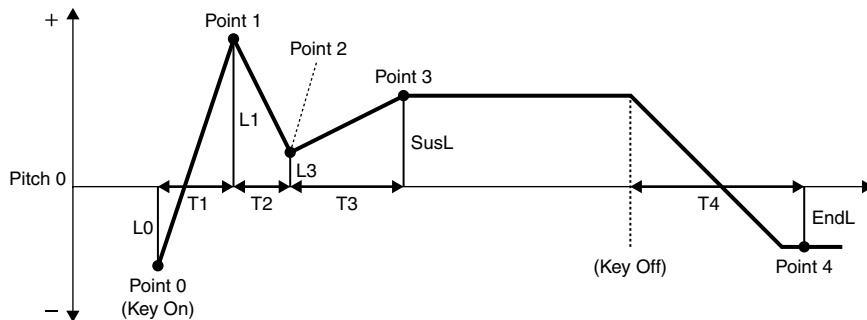 +
Point 1
Point 2
Point 3
L1
SusL
L3
Pitch 0
T1
T2
T3
T4
L0
EndL
Point 0
(Key On)
(Key Off)
Point 4
–